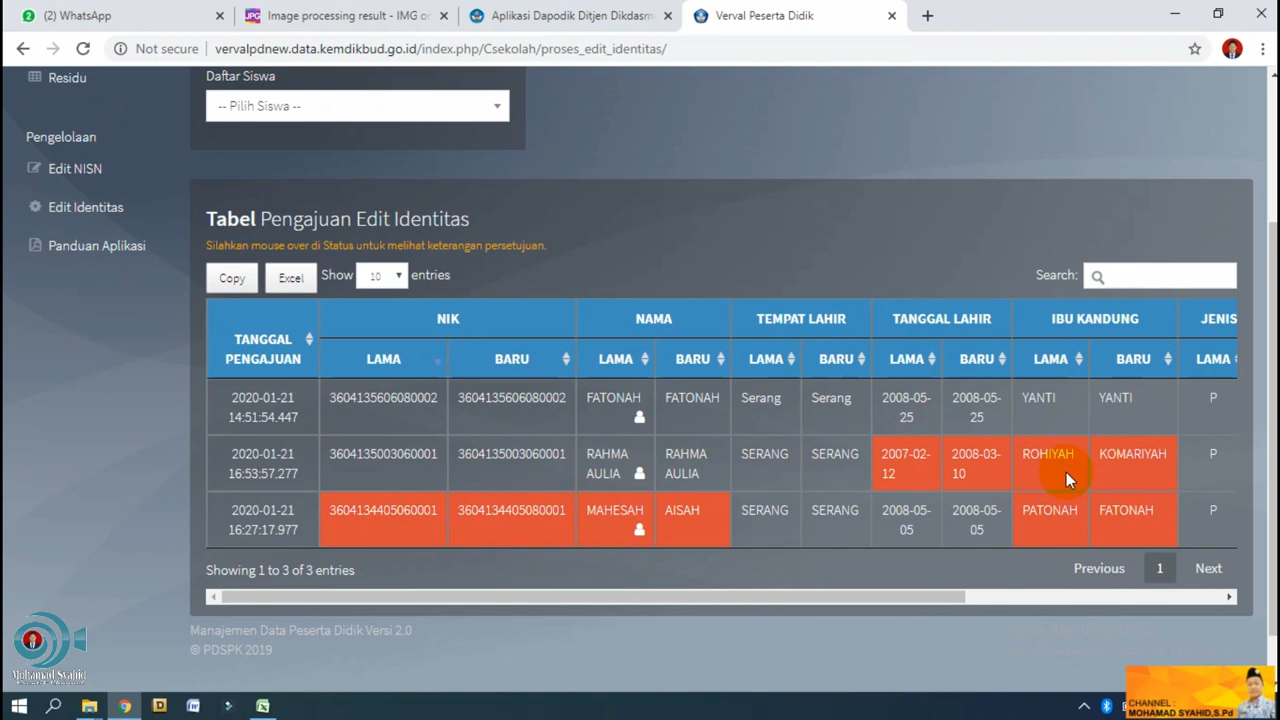 (2) WhatsApp
Image processing result - IMG or
Aplikasi Dapodik Ditjen Dikdasm
Verval Peserta Didik
Not secure
vervalpdnew.data.kemdikbud.go.id/index.php/Csekolah/proses_edit_identitas/
Residu
Pengelolaan
Edit NISN
Edit Identitas
Panduan Aplikasi
Daftar Siswa
-- Pilih Siswa --
Tabel Pengajuan Edit Identitas
Silahkan mouse over di Status untuk melihat keterangan persetujuan.
Copy Excel Show 10 entries Search:
TANGGAL PENGAJUAN NIK NAMA TEMPAT LAHIR TANGGAL LAHIR IBU KANDUNG JENIS
LAMA BARU LAMA BARU LAMA BARU LAMA BARU LAMA BARU LAMA
2020-01-21 3604135606080002 3604135606080002 FATONAH FATONAH Serang Serang 2008-05- 2008-05- YANTI YANTI P
14:51:54.447 25 25
2020-01-21 3604135003060001 3604135003060001 RAHMA RAHMA SERANG SERANG 2007-02- 2008-03- ROHIYAH KOMARIYAH P
16:53:57.277 AULIA AULIA 12 10
2020-01-21 3604134405060001 3604134405080001 MAHESAH AISAH SERANG SERANG 2008-05- 2008-05- PATONAH FATONAH P
16:27:17.977 05 05
Showing 1 to 3 of 3 entries
Previous 1 Next
Manajemen Data Peserta Didik Versi 2.0
© PDSPK 2019
Mohamad Syahid
CHANNEL :
MOHAMAD SYAHID,S.Pd